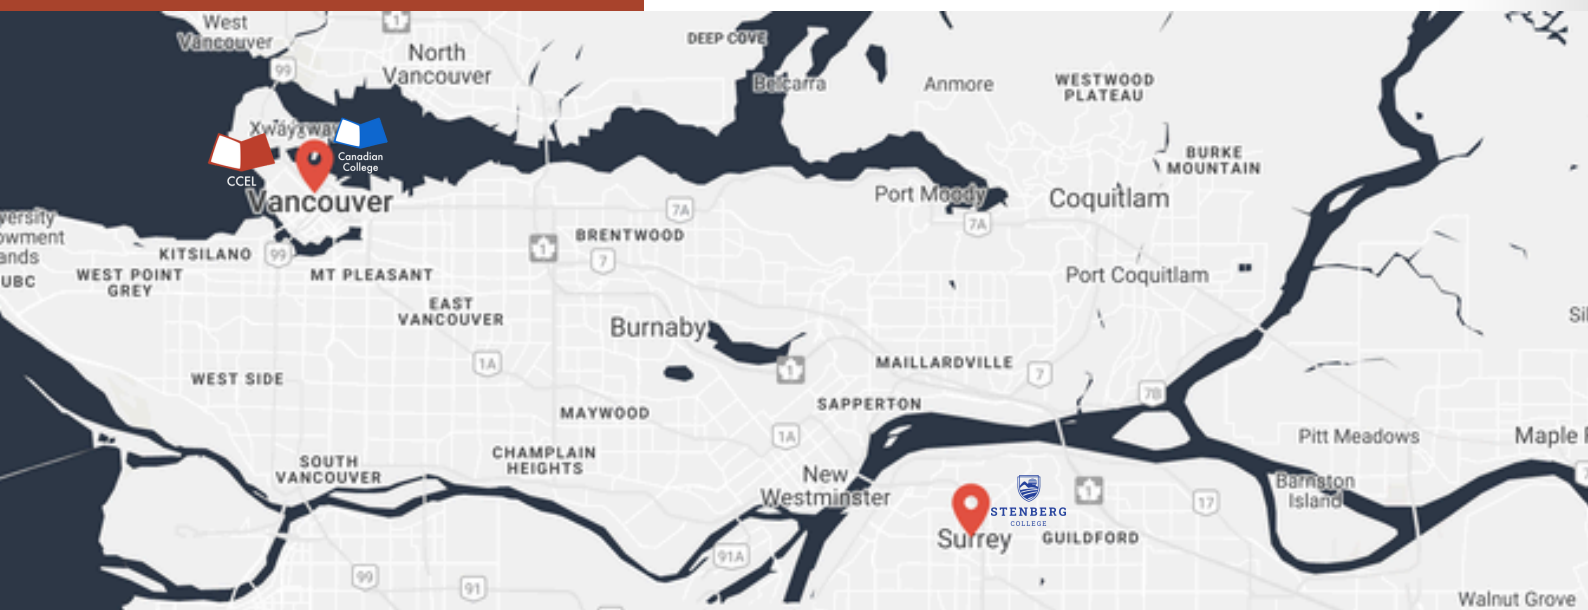 West
Vancouver
1
North
Vancouver
DEEP COVE
99
Belcarra
Anmore
WESTWOOD
PLATEAU
CCEL
Canadian
College
Vancouver
BURKE
MOUNTAIN
Port Moody
Coquitlam
7A
7A
BRENTWOOD
1
7
KITSILANO
99
UBC
WEST POINT
GREY
MT PLEASANT
Port Coquitlam
EAST
VANCOUVER
Burnaby
1A
1
MAILLARDVILLE
7
7B
WEST SIDE
MAYWOOD
SAPPERTON
1A
Pitt Meadows
Maple
CHAMPLAIN
HEIGHTS
SOUTH
VANCOUVER
New
Westminster
STENBERG
COLLEGE
1
17
Barnston
Island
Surrey
GUILDFORD
91A
99
91
Walnut Grove